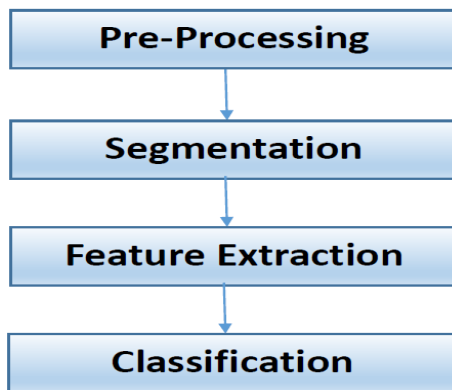 Pre-Processing
Segmentation
Feature Extraction
Classification